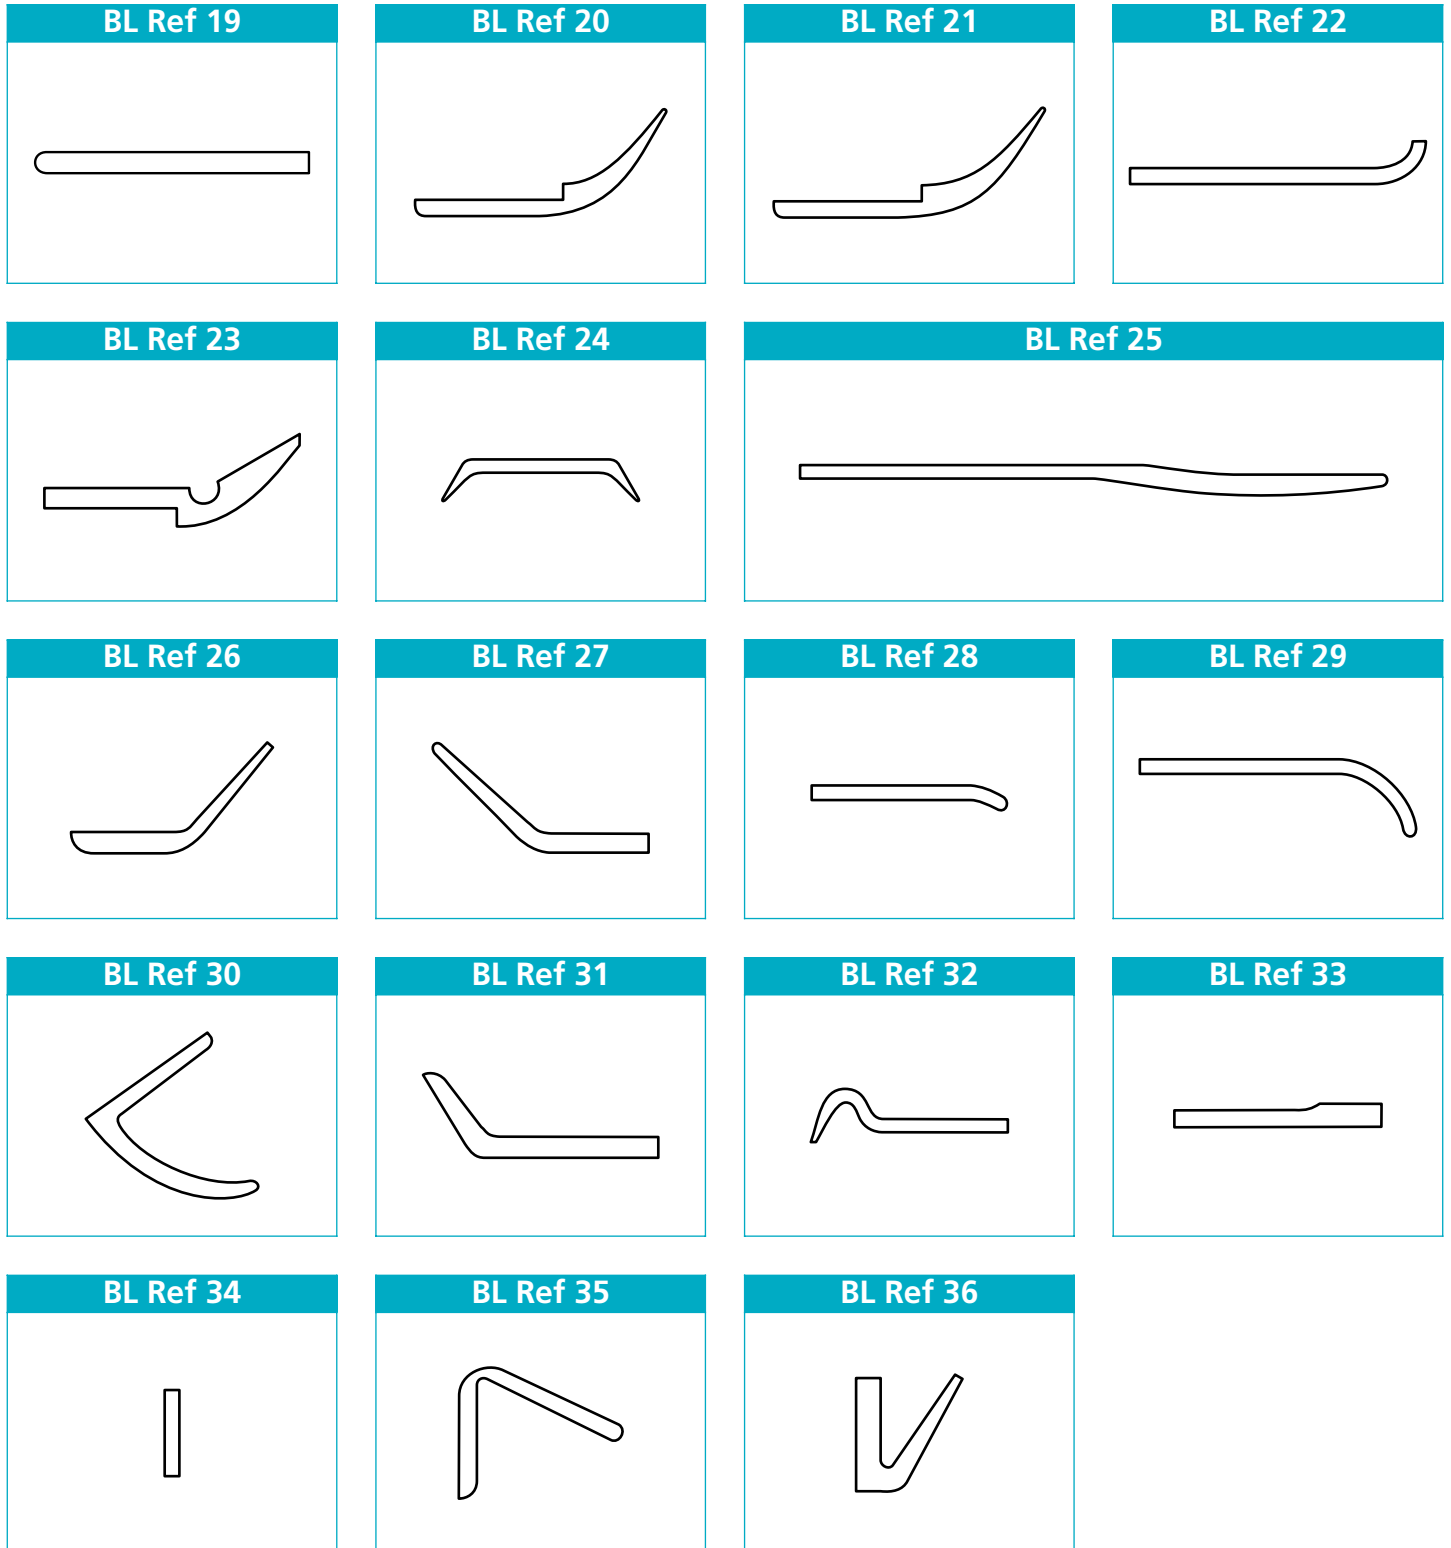 BL Ref 19
BL Ref 20
BL Ref 21
BL Ref 22
BL Ref 23
BL Ref 24
BL Ref 25
BL Ref 26
BL Ref 27
BL Ref 28
BL Ref 29
BL Ref 30
BL Ref 31
BL Ref 32
BL Ref 33
BL Ref 34
BL Ref 35
BL Ref 36